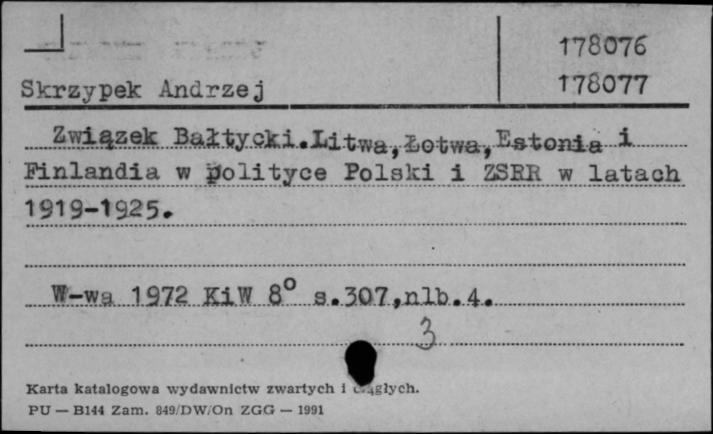 178076
Skrzypek Andrzej
178077
Związek Bałtycki.Litwa,Łotwa,Estonia i
Finlandia w polityce Polski i ZSRR w latach
1919-1925.
W-wa 1972 KiW 8° s.307,nlb.4.
3
Karta katalogowa wydawnictw zwartych i ciągłych.
PU — B144 Zam. 849/DW/On ZGG — 1991